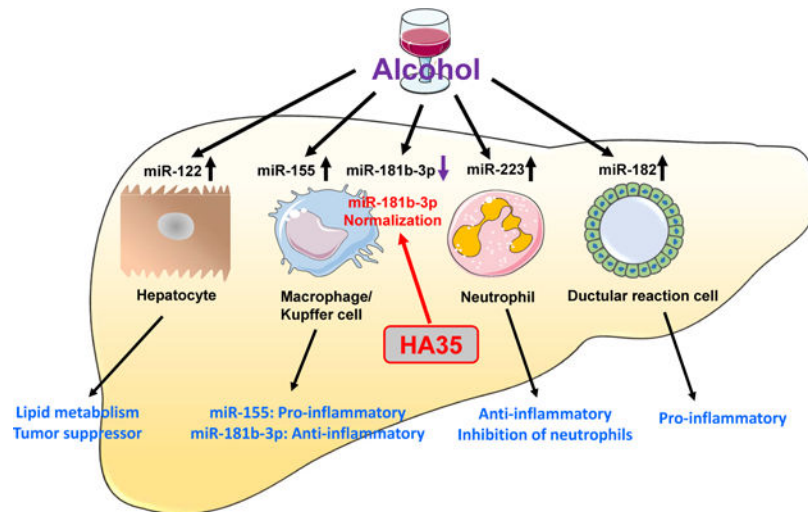 Alcohol
miR-122
miR-155
miR-181b-3p
miR-223
miR-182
miR-181b-3p
Normalization
Hepatocyte
Macrophage/
Kupffer cell
Neutrophil
Ductular reaction cell
HA35
Lipid metabolism
Tumor suppressor
miR-155: Pro-inflammatory
miR-181b-3p: Anti-inflammatory
Anti-inflammatory
Inhibition of neutrophils
Pro-inflammatory